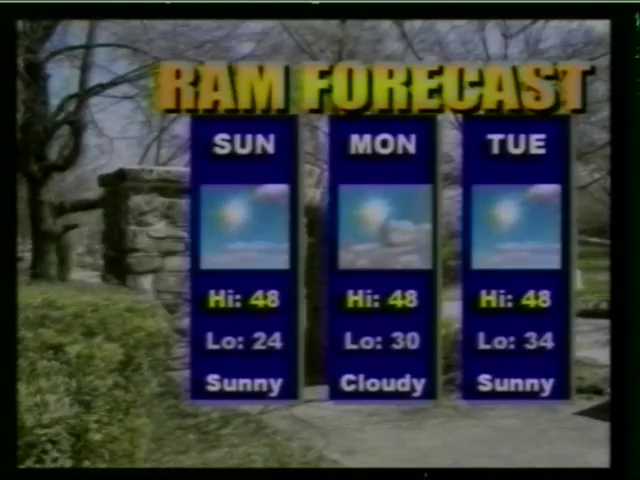 RAM FORECAST
SUN MON TUE
Hi: 48 Hi: 48 Hi: 48
Lo: 24 Lo: 30 Lo: 34
Sunny Cloudy Sunny